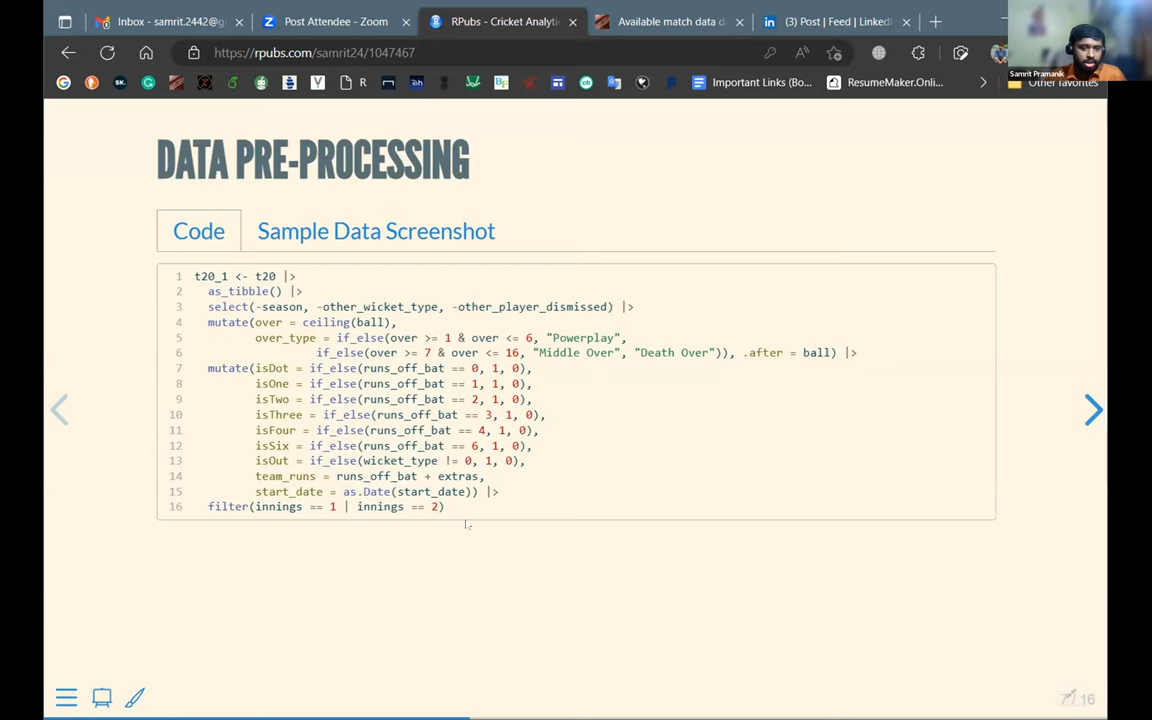 Inbox - samrit.2442@g
Post Attendee - Zoom
RPubs - Cricket Analytic
Available match data d
(3) Post | Feed | LinkedI
https://rpubs.com/samrit24/1047467
R
Important Links (Bo...
ResumeMaker.Onli...
Other favorites
Samrit Pramanik
DATA PRE-PROCESSING
Code
Sample Data Screenshot
1 t20_1 <- t20 |>
2 as_tibble() |>
3 select(-season, -other_wicket_type, -other_player_dismissed) |>
4 mutate(over = ceiling(ball),
5 over_type = if_else(over >= 1 & over <= 6, "Powerplay",
6 if_else(over >= 7 & over <= 16, "Middle Over", "Death Over")), .after = ball) |>
7 mutate(isDot = if_else(runs_off_bat == 0, 1, 0),
8 isOne = if_else(runs_off_bat == 1, 1, 0),
9 isTwo = if_else(runs_off_bat == 2, 1, 0),
10 isThree = if_else(runs_off_bat == 3, 1, 0),
11 isFour = if_else(runs_off_bat == 4, 1, 0),
12 isSix = if_else(runs_off_bat == 6, 1, 0),
13 isOut = if_else(wicket_type != 0, 1, 0),
14 team_runs = runs_off_bat + extras,
15 start_date = as.Date(start_date)) |>
16 filter(innings == 1 | innings == 2)
16